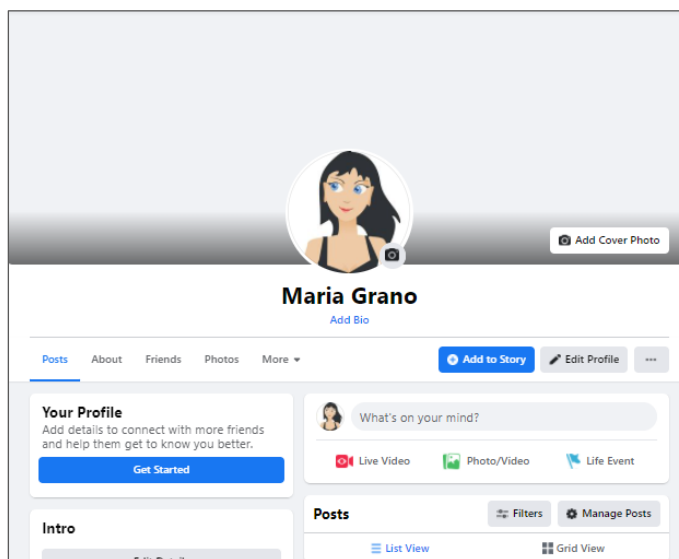 Add Cover Photo
Maria Grano
Add Bio
Posts About Friends Photos More
Add to Story Edit Profile
Your Profile
Add details to connect with more friends
and help them get to know you better.
Get Started
What's on your mind?
Live Video Photo/Video Life Event
Intro
Posts Filters Manage Posts
List View Grid View